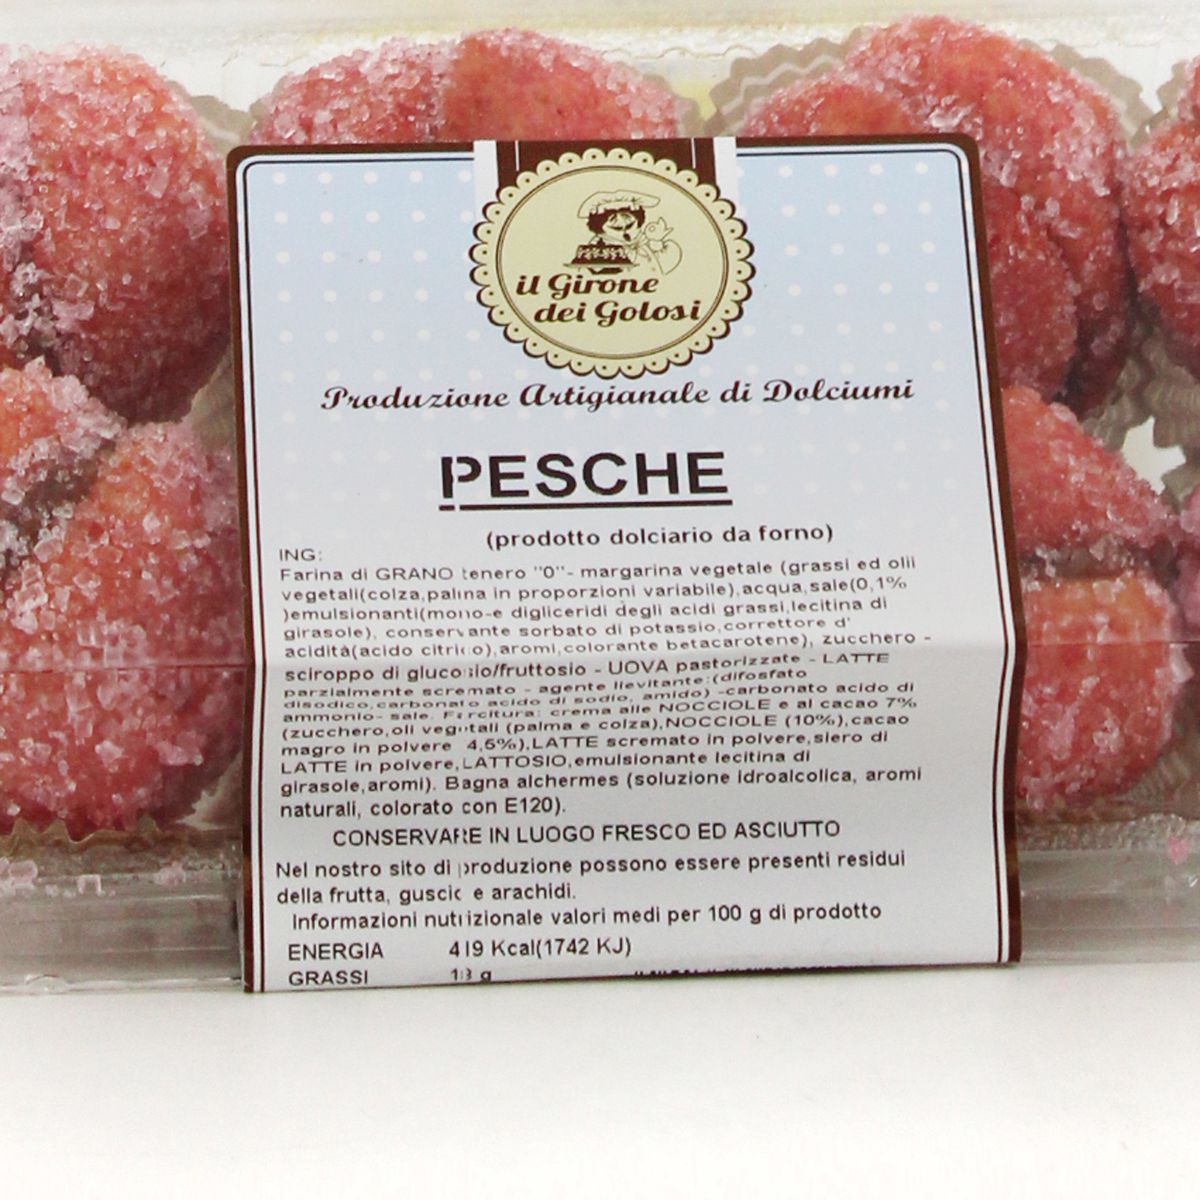 il Girone
dei Golosi
Produzione Artigianale di Dolciumi
PESCHE
(prodotto dolciario da forno)
ING:
Farina di GRANO tenero "0"- margarina vegetale (grassi ed olii
vegetali(colza,palma in proporzioni variabile),acqua,sale(0,1%
)emulsionanti(mono-e digliceridi degli acidi grassi,lecitina di
girasole), conservante sorbato di potassio,correttore d'
acidità(acido citrico),aromi,colorante betacarotene), zucchero -
sciroppo di glucosio/fruttosio - UOVA pastorizzate - LATTE
parzialmente scremato - agente lievitante:(difosfato
disodico,carbonato acido di sodio, amido) -carbonato acido di
ammonio- sale. Farcitura: crema alle NOCCIOLE e al cacao 7%
(zucchero,oli vegetali (palma e colza),NOCCIOLE (10%),cacao
magro in polvere 4,5%),LATTE scremato in polvere,siero di
LATTE in polvere,LATTOSIO,emulsionante lecitina di
girasole,aromi). Bagna alchermes (soluzione idroalcolica, aromi
naturali, colorato con E120).
CONSERVARE IN LUOGO FRESCO ED ASCIUTTO
Nel nostro sito di produzione possono essere presenti residui
della frutta, guscio e arachidi.
Informazioni nutrizionale valori medi per 100 g di prodotto
ENERGIA 419 Kcal(1742 KJ)
GRASSI 18 g